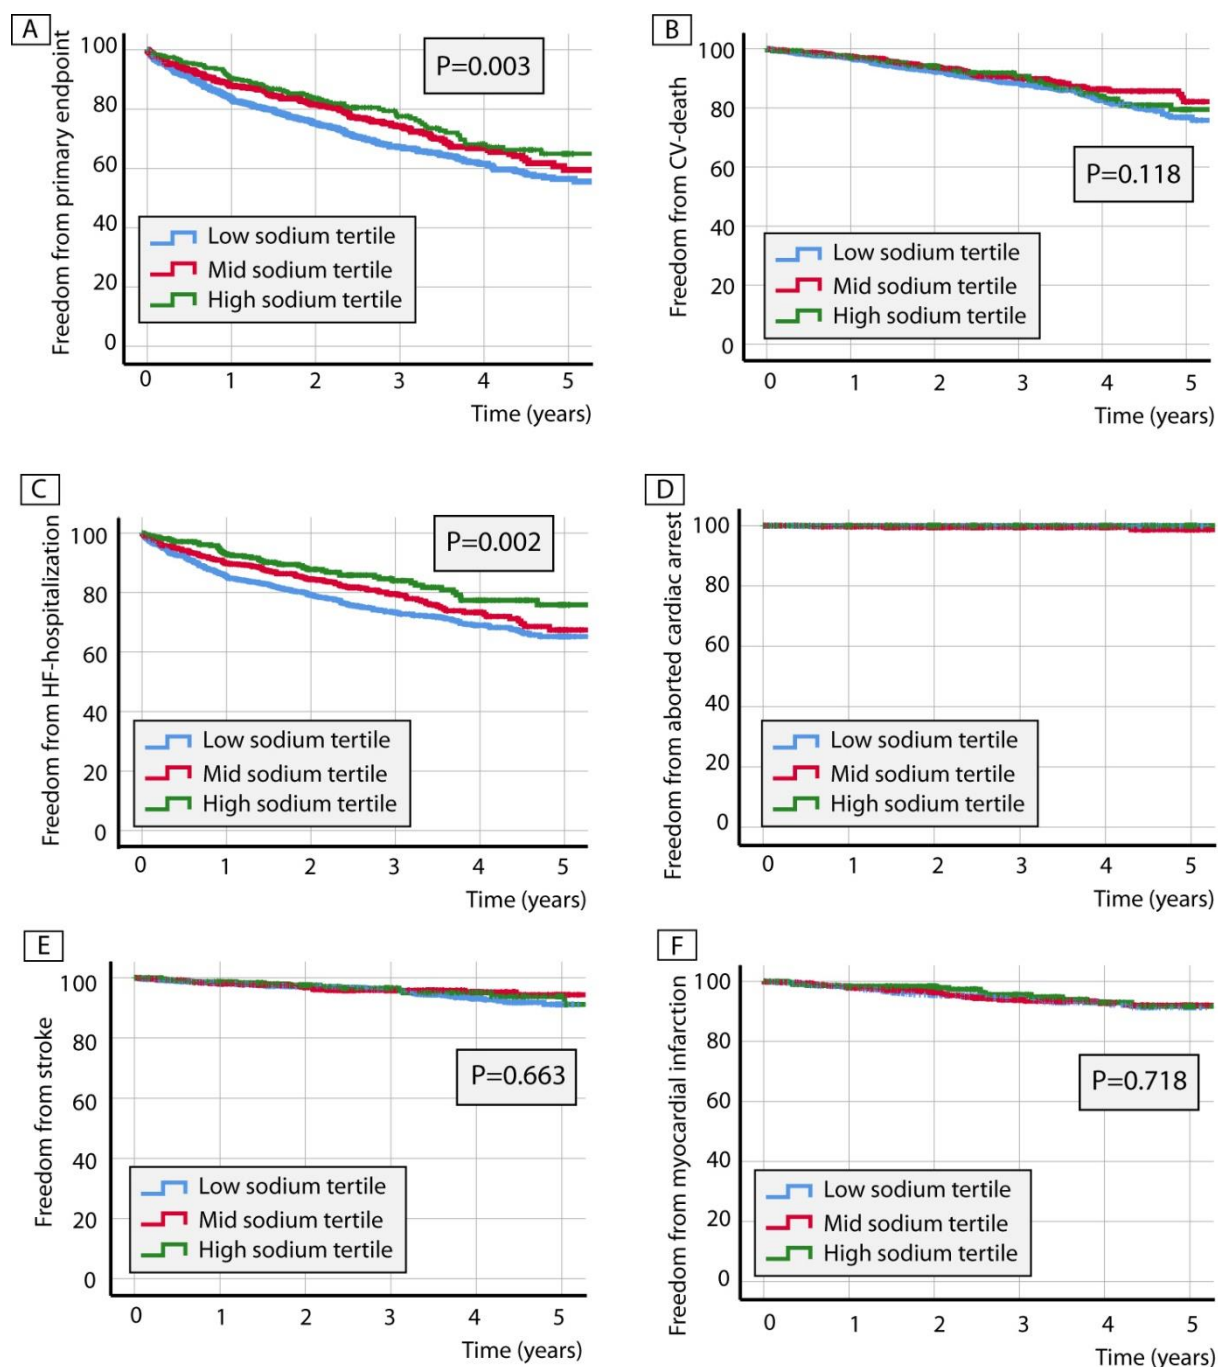 A
Freedom from primary endpoint
100
80
60
40
20
0
P=0.003
Low sodium tertile
Mid sodium tertile
High sodium tertile
0 1 2 3 4 5
Time (years)
B
Freedom from CV-death
100
80
60
40
20
0
P=0.118
Low sodium tertile
Mid sodium tertile
High sodium tertile
0 1 2 3 4 5
Time (years)
C
Freedom from HF-hospitalization
100
80
60
40
20
0
P=0.002
Low sodium tertile
Mid sodium tertile
High sodium tertile
0 1 2 3 4 5
Time (years)
D
Freedom from aborted cardiac arrest
100
80
60
40
20
0
Low sodium tertile
Mid sodium tertile
High sodium tertile
0 1 2 3 4 5
Time (years)
E
Freedom from stroke
100
80
60
40
20
0
P=0.663
Low sodium tertile
Mid sodium tertile
High sodium tertile
0 1 2 3 4 5
Time (years)
F
Freedom from myocardial infarction
100
80
60
40
20
0
P=0.718
Low sodium tertile
Mid sodium tertile
High sodium tertile
0 1 2 3 4 5
Time (years)